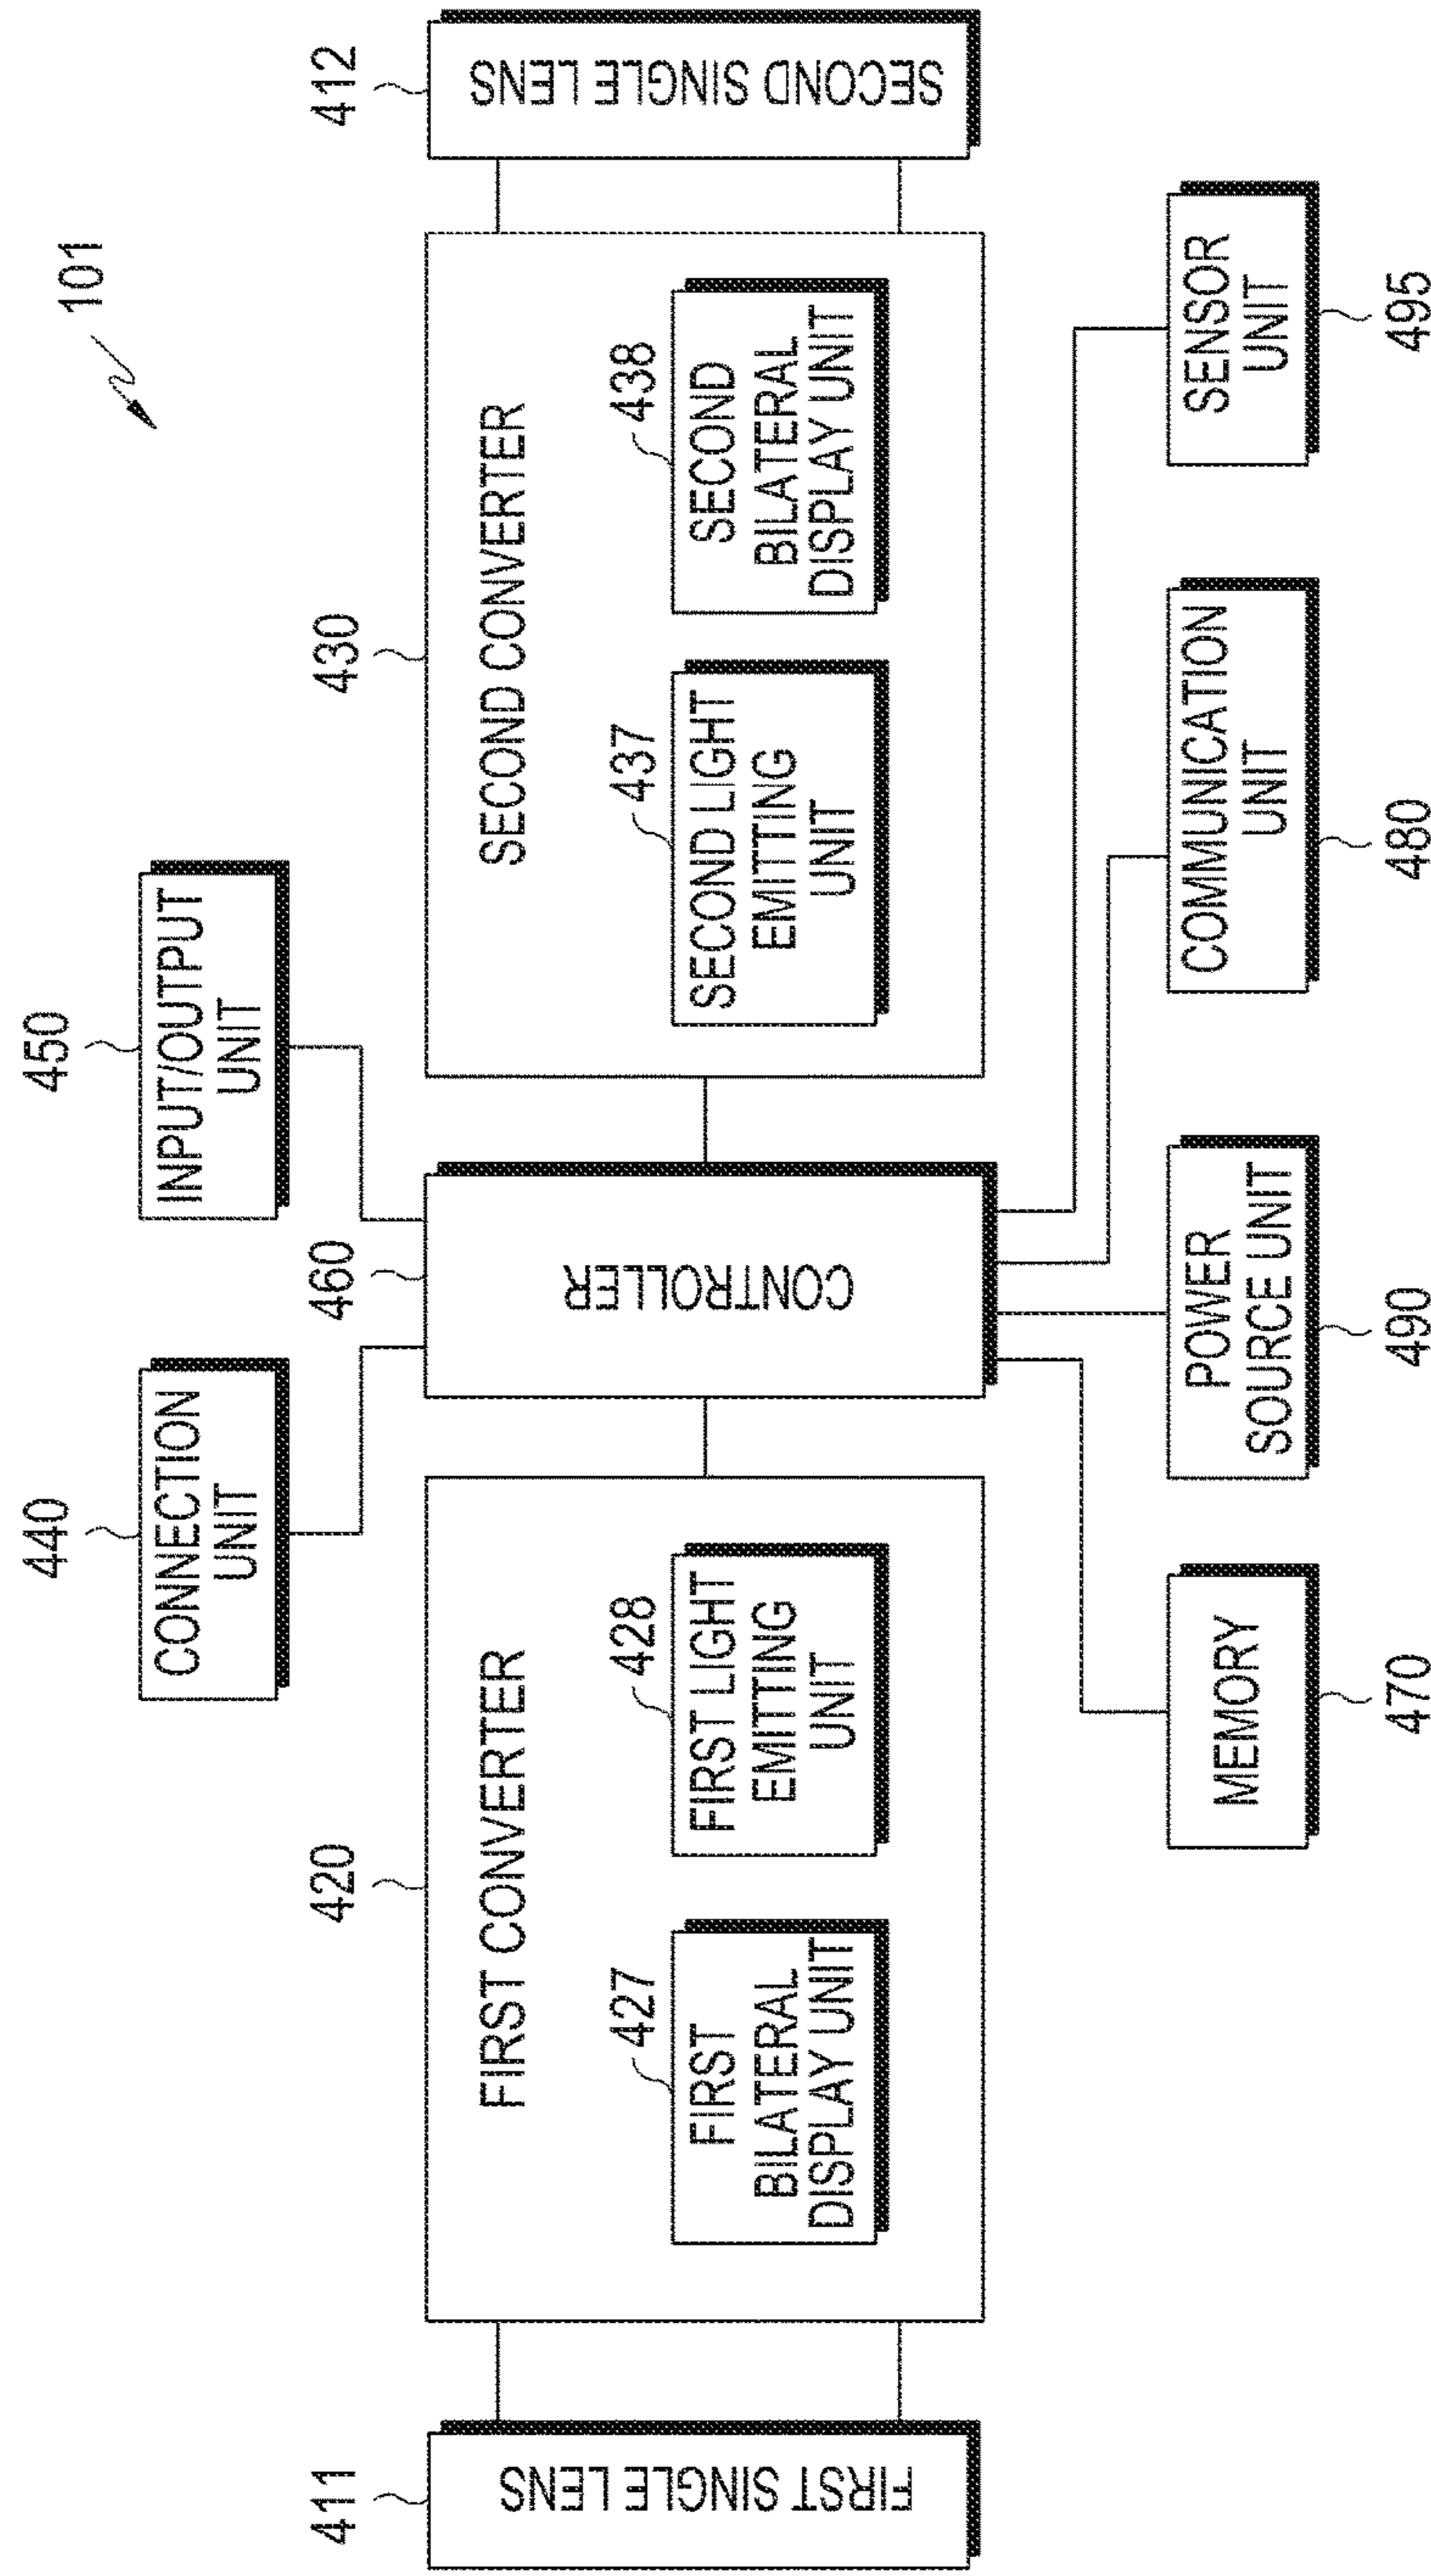 101
440
450
CONNECTION
UNIT
INPUT/OUTPUT
UNIT
411
420
460
430
412
FIRST SINGLE LENS
FIRST CONVERTER
427
FIRST
BILATERAL
DISPLAY UNIT
428
FIRST LIGHT
EMITTING
UNIT
CONTROLLER
SECOND CONVERTER
437
SECOND LIGHT
EMITTING
UNIT
438
SECOND
BILATERAL
DISPLAY UNIT
SECOND SINGLE LENS
MEMORY
470
POWER
SOURCE UNIT
490
COMMUNICATION
UNIT
480
SENSOR
UNIT
495